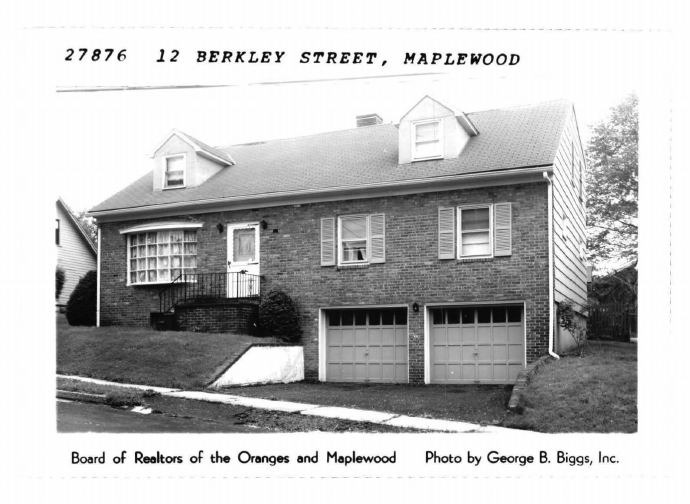 27876 12 BERKLEY STREET, MAPLEWOOD
Board of Realtors of the Oranges and Maplewood Photo by George B. Biggs, Inc.